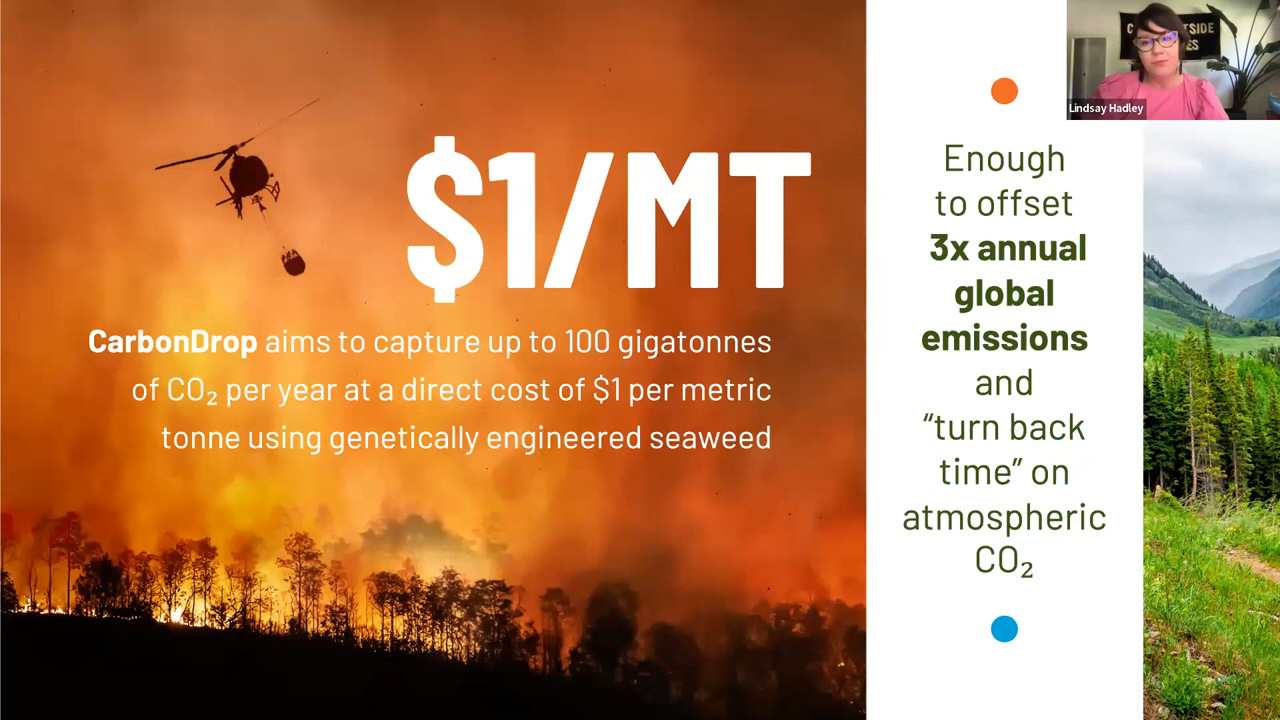 $1/MT
CarbonDrop aims to capture up to 100 gigatonnes
of CO₂ per year at a direct cost of $1 per metric
tonne using genetically engineered seaweed
Enough
to offset
3x annual
global
emissions
and
“turn back
time” on
atmospheric
CO₂
Lindsay Hadley